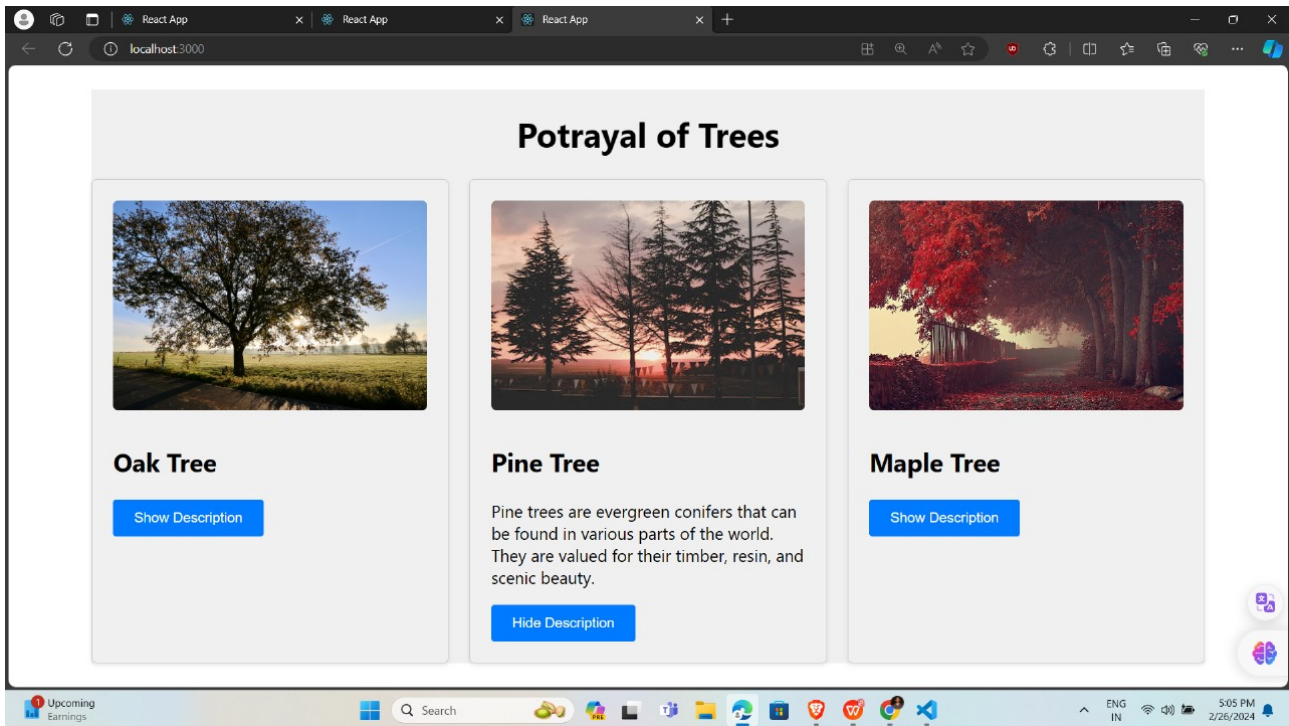 React App
React App
React App
localhost:3000
Potrayal of Trees
Oak Tree
Show Description
Pine Tree
Pine trees are evergreen conifers that can
be found in various parts of the world.
They are valued for their timber, resin, and
scenic beauty.
Hide Description
Maple Tree
Show Description
1
Upcoming
Earnings
Search
PRE
ENG
IN
5:05 PM
2/26/2024